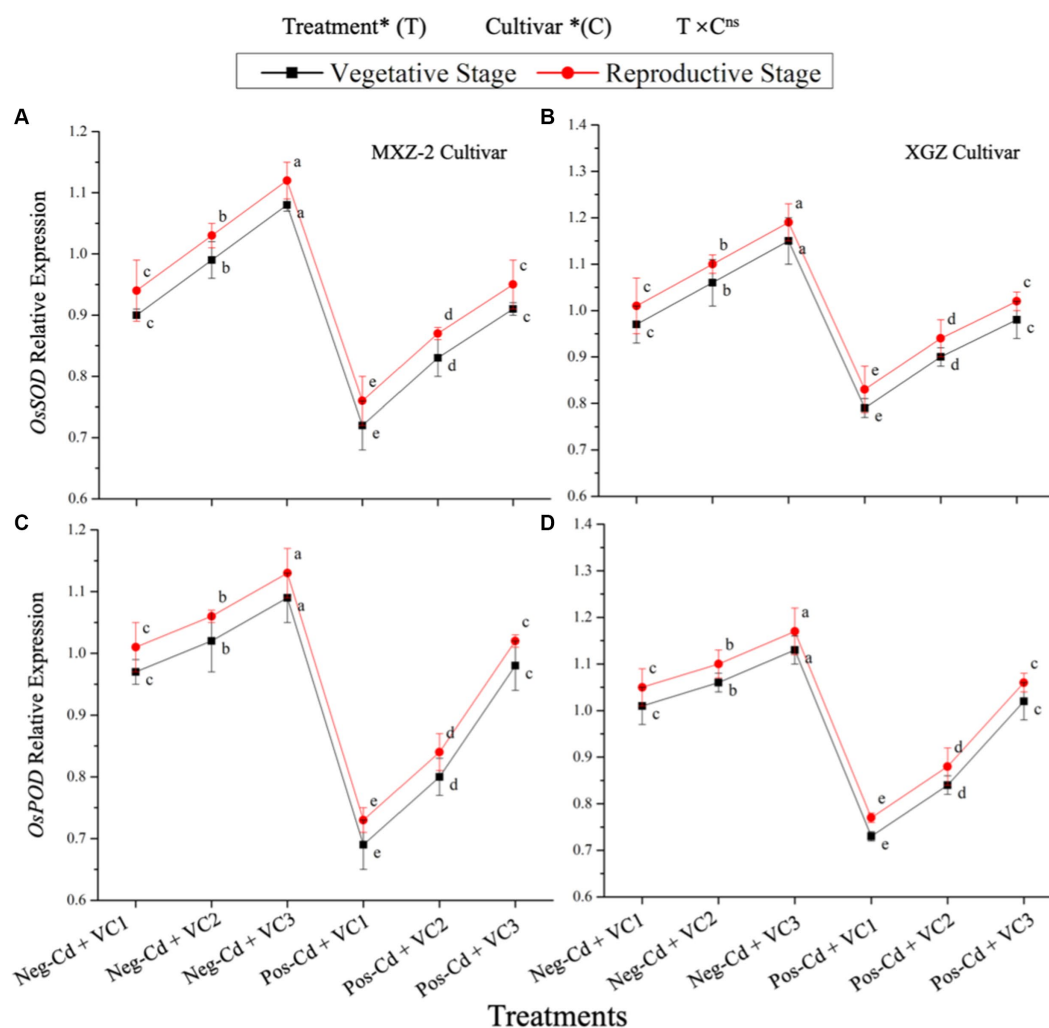 Treatment* (T) Cultivar *(C) T ×Cⁿˢ
Vegetative Stage Reproductive Stage
A
B
MXZ-2 Cultivar
XGZ Cultivar
OsSOD Relative Expression
1.2
1.1
1.0
0.9
0.8
0.7
0.6
c
b
a
e
d
c
c
b
a
e
d
c
1.4
1.3
1.2
1.1
1.0
0.9
0.8
0.7
0.6
c
b
a
e
d
c
c
b
a
e
d
c
C
D
OsPOD Relative Expression
1.2
1.1
1.0
0.9
0.8
0.7
0.6
c
b
a
e
d
c
c
b
a
e
d
c
1.4
1.3
1.2
1.1
1.0
0.9
0.8
0.7
0.6
c
b
a
e
d
c
c
b
a
e
d
c
Neg-Cd + VC1
Neg-Cd + VC2
Neg-Cd + VC3
Pos-Cd + VC1
Pos-Cd + VC2
Pos-Cd + VC3
Neg-Cd + VC1
Neg-Cd + VC2
Neg-Cd + VC3
Pos-Cd + VC1
Pos-Cd + VC2
Pos-Cd + VC3
Treatments